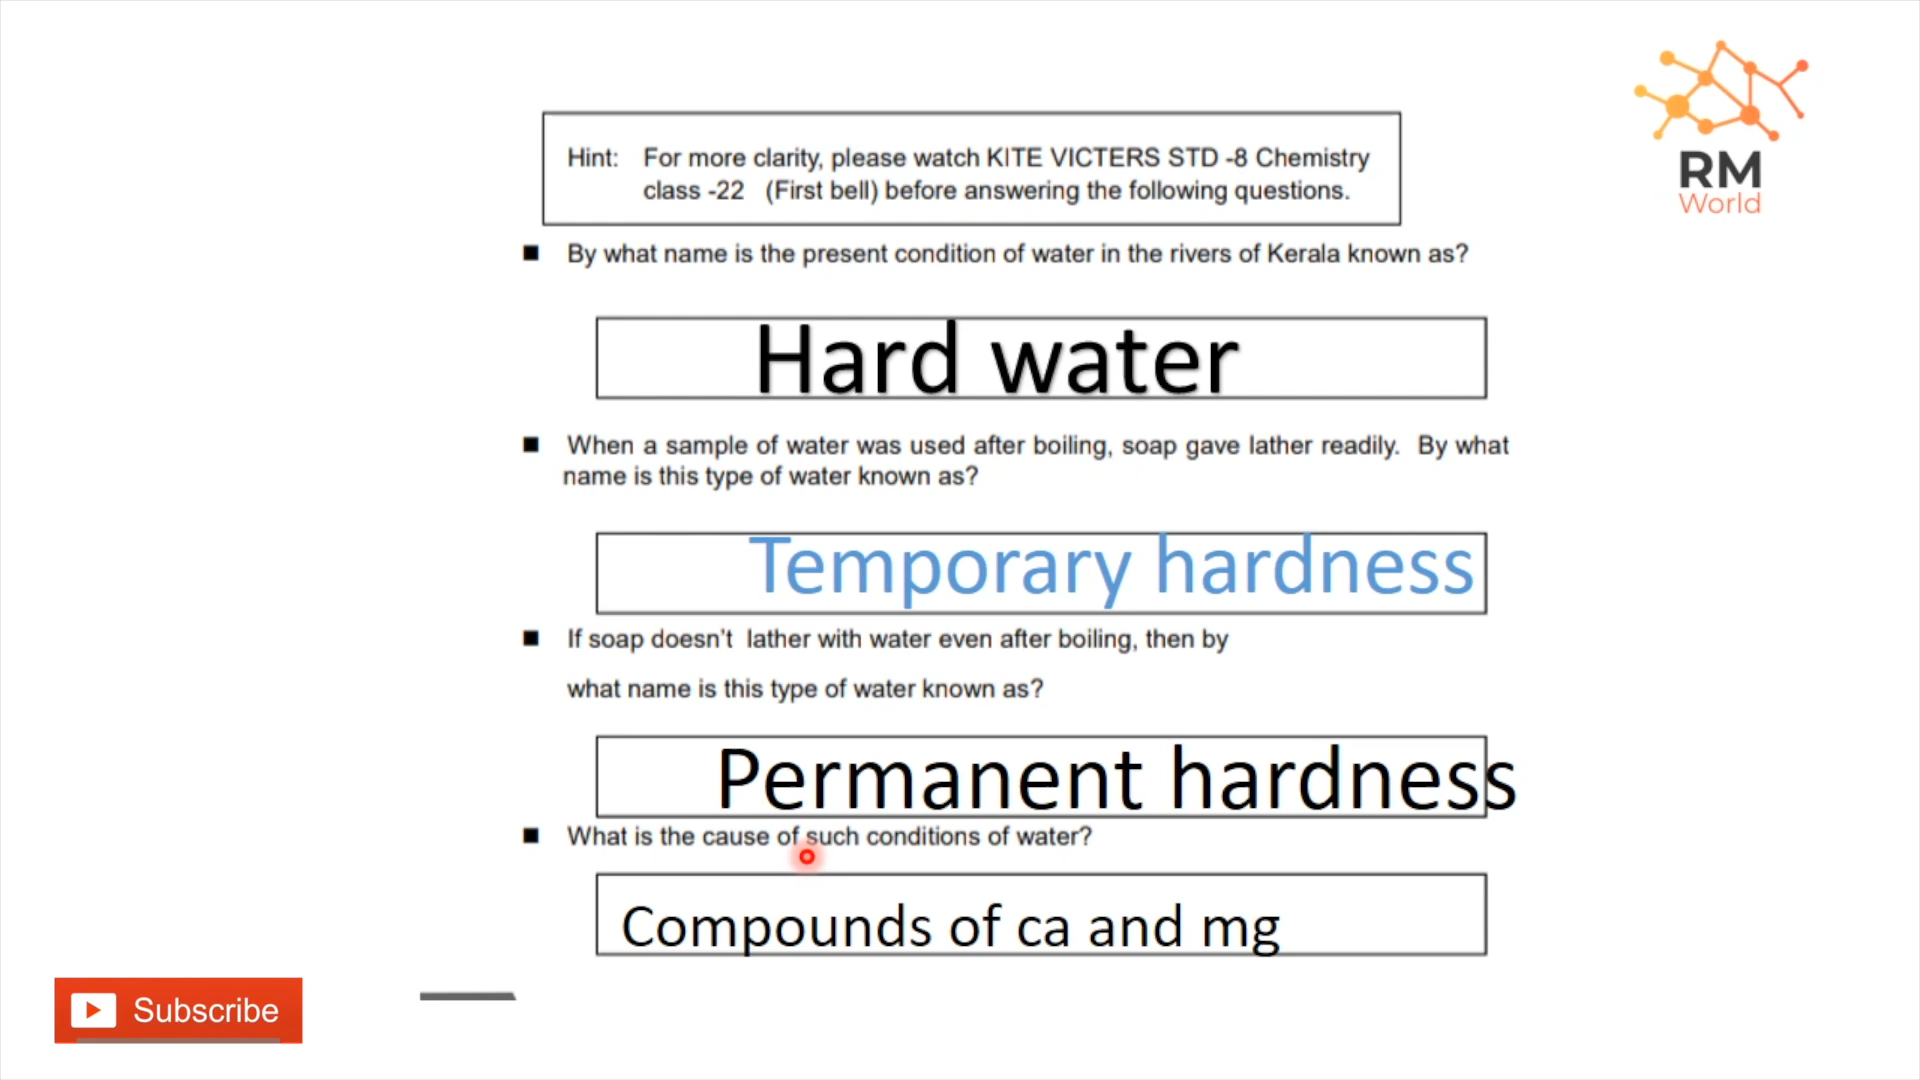 RM
World
Hint: For more clarity, please watch KITE VICTERS STD -8 Chemistry
class -22 (First bell) before answering the following questions.
■ By what name is the present condition of water in the rivers of Kerala known as?
Hard water
■ When a sample of water was used after boiling, soap gave lather readily. By what
name is this type of water known as?
Temporary hardness
■ If soap doesn't lather with water even after boiling, then by
what name is this type of water known as?
Permanent hardness
■ What is the cause of such conditions of water?
Compounds of ca and mg
Subscribe